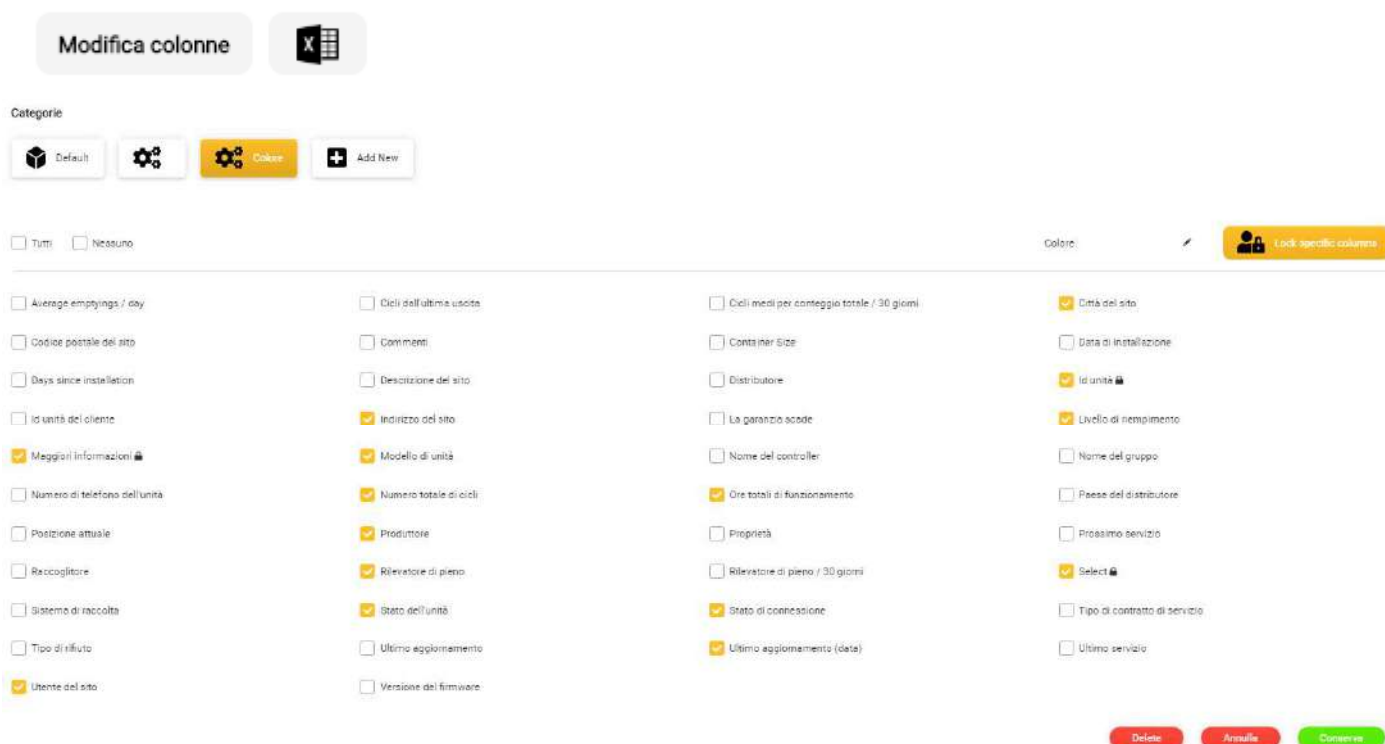 Modifica colonne
Categorie
Default
Colore
Add New
Tutti Nessuno Colore Lock specific columns
Average emptyings / day Cicli dall'ultima uscita Cicli medi per conteggio totale / 30 giorni Città del sito
Codice postale del sito Commenti Container Size Data di installazione
Days since installation Descrizione del sito Distributore Id unità
Id unità del cliente Indirizzo del sito La garanzia scade Livello di riempimento
Maggiori informazioni Modello di unità Nome del controller Nome del gruppo
Numero di telefono dell'unità Numero totale di cicli Ore totali di funzionamento Paese del distributore
Posizione attuale Produttore Proprietà Prossimo servizio
Raccoglitore Rilevatore di pieno Rilevatore di pieno / 30 giorni Select
Sistema di raccolta Stato dell'unità Stato di connessione Tipo di contratto di servizio
Tipo di rifiuto Ultimo aggiornamento Ultimo aggiornamento (data) Ultimo servizio
Utente del sito Versione del firmware
Delete Annulla Conserva